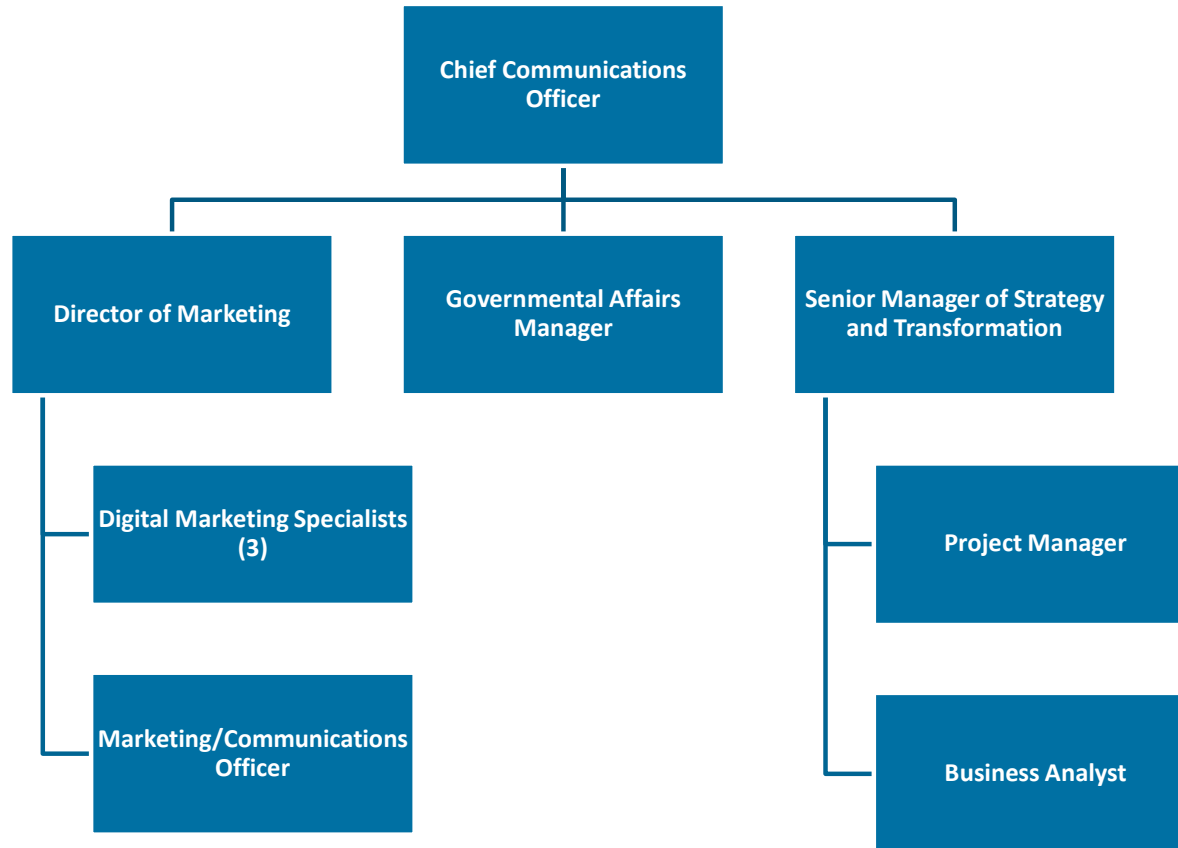 Chief Communications
Officer
Director of Marketing
Governmental Affairs
Manager
Senior Manager of Strategy
and Transformation
Digital Marketing Specialists
(3)
Project Manager
Marketing/Communications
Officer
Business Analyst